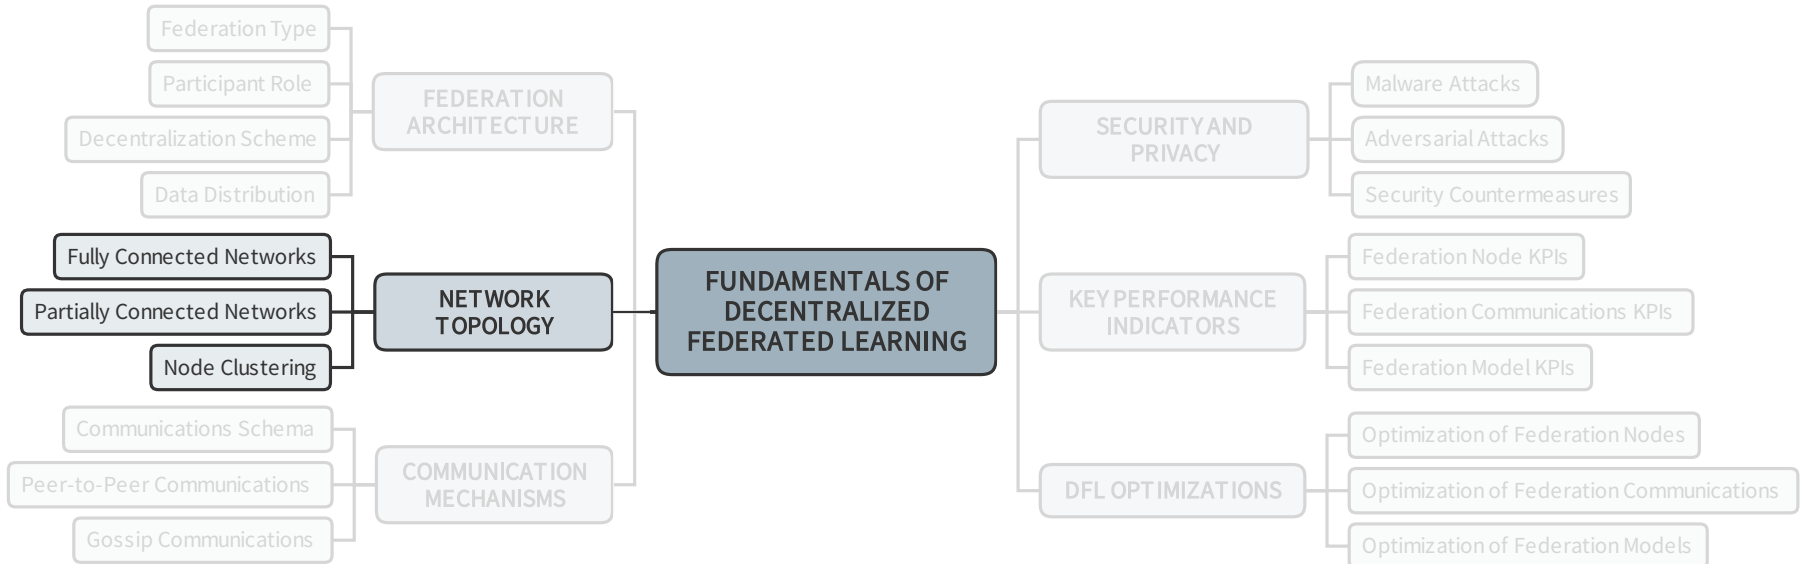 Federation Type
Participant Role
Decentralization Scheme
Data Distribution
FEDERATION
ARCHITECTURE
Fully Connected Networks
Partially Connected Networks
Node Clustering
NETWORK
TOPOLOGY
Communications Schema
Peer-to-Peer Communications
Gossip Communications
COMMUNICATION
MECHANISMS
FUNDAMENTALS OF
DECENTRALIZED
FEDERATED LEARNING
SECURITY AND
PRIVACY
Malware Attacks
Adversarial Attacks
Security Countermeasures
KEY PERFORMANCE
INDICATORS
Federation Node KPIs
Federation Communications KPIs
Federation Model KPIs
DFL OPTIMIZATIONS
Optimization of Federation Nodes
Optimization of Federation Communications
Optimization of Federation Models